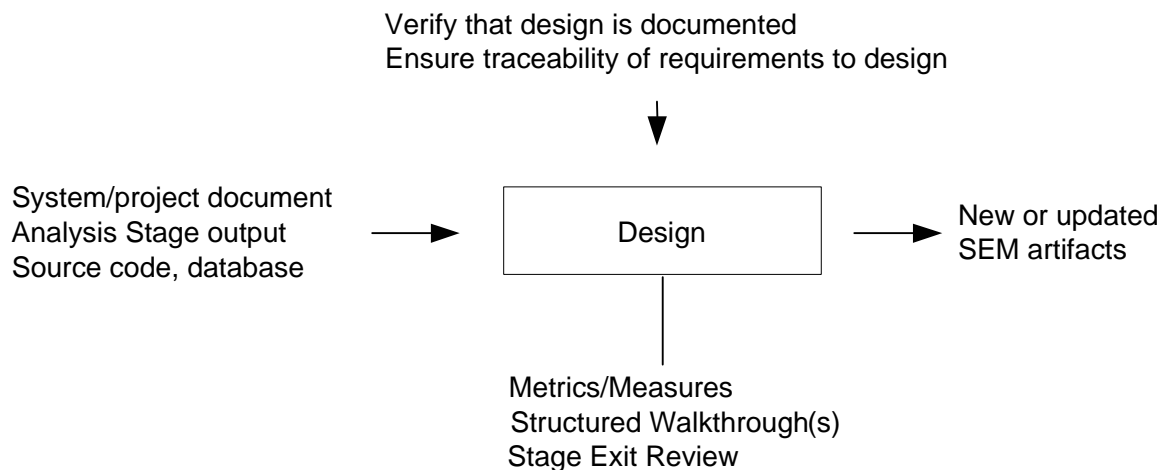 Verify that design is documented
Ensure traceability of requirements to design
System/project document
Analysis Stage output
Source code, database
Design
New or updated
SEM artifacts
Metrics/Measures
Structured Walkthrough(s)
Stage Exit Review